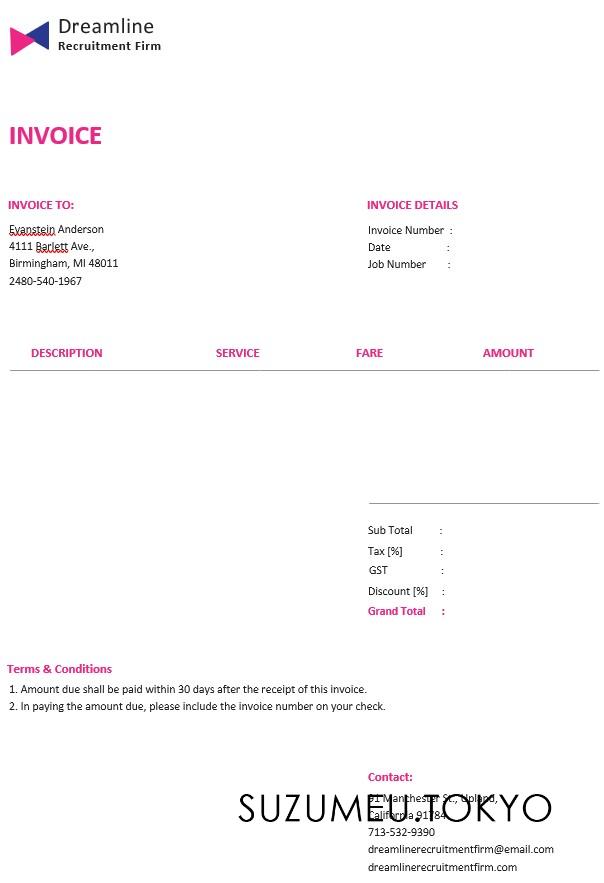 Dreamline
Recruitment Firm
INVOICE
INVOICE TO:
Evanstein Anderson
4111 Barlett Ave.,
Birmingham, MI 48011
2480-540-1967
INVOICE DETAILS
Invoice Number :
Date :
Job Number :
DESCRIPTION SERVICE FARE AMOUNT
Sub Total :
Tax [%] :
GST :
Discount [%] :
Grand Total :
Terms & Conditions
1. Amount due shall be paid within 30 days after the receipt of this invoice.
2. In paying the amount due, please include the invoice number on your check.
Contact:
91 Manchester St., Upland,
California 91784
713-532-9390
dreamlinerecruitmentfirm@email.com
dreamlinerecruitmentfirm.com
SUZUMEU.TOKYO